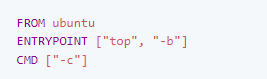 FROM ubuntu
ENTRYPOINT ["top", "-b"]
CMD ["-c"]